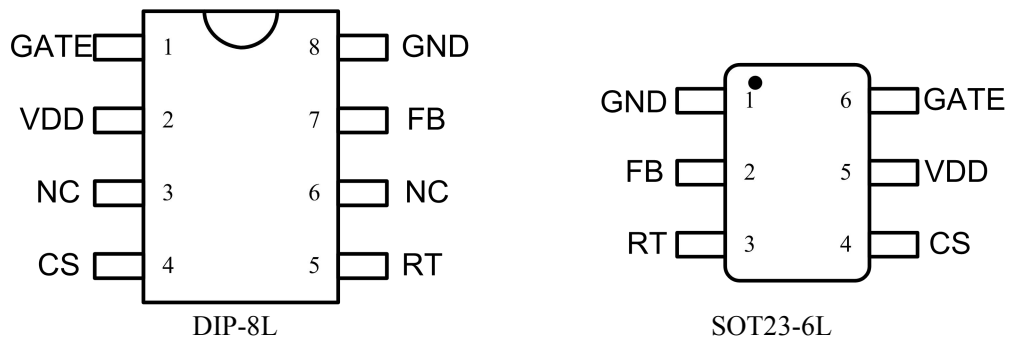 GATE 1 8 GND
VDD 2 7 FB
NC 3 6 NC
CS 4 5 RT
DIP-8L
GND 1 6 GATE
FB 2 5 VDD
RT 3 4 CS
SOT23-6L